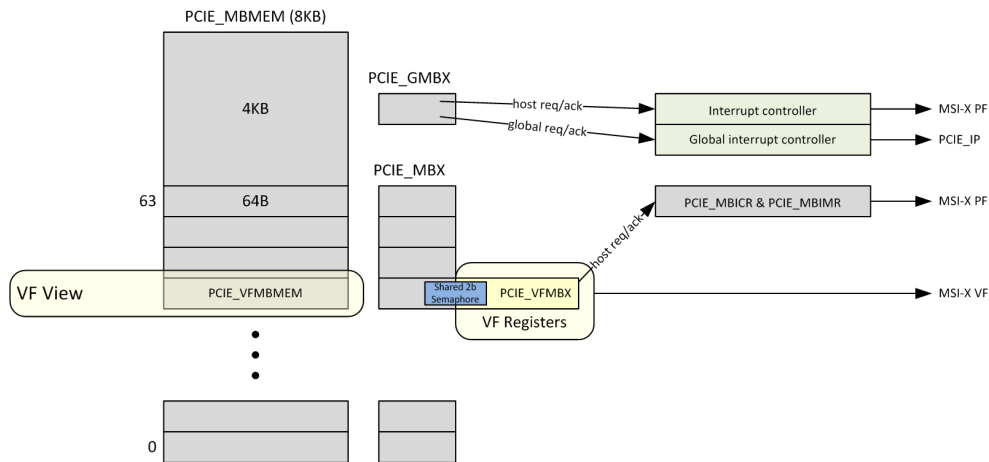 PCIE_MBMEM (8KB)
4KB
PCIE_GMBX
host req/ack
global req/ack
Interrupt controller
Global interrupt controller
MSI-X PF
PCIE_IP
63
64B
PCIE_MBX
host req/ack
PCIE_MBICR & PCIE_MBIMR
MSI-X PF
VF View
PCIE_VFMBMEM
Shared 2b
Semaphore
PCIE_VFMBX
VF Registers
MSI-X VF
0